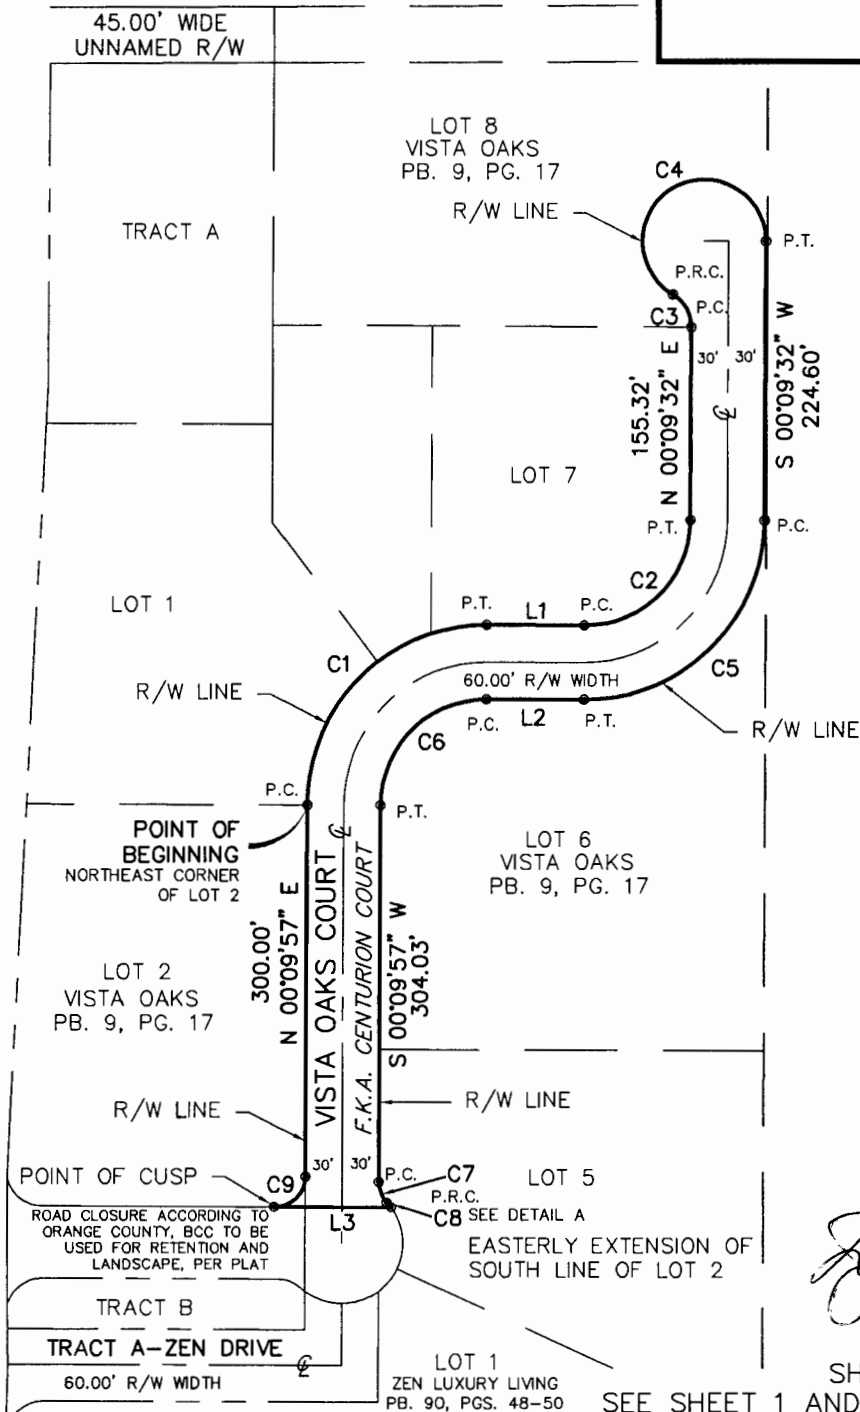 45.00' WIDE
UNNAMED R/W
LOT 8
VISTA OAKS
PB. 9, PG. 17
C4
R/W LINE
TRACT A
P.T.
P.R.C.
P.C.
C3
30'
30'
155.32'
N 00°09'32" E
S 00°09'32" W
224.60'
℄
LOT 7
P.T.
P.C.
C2
LOT 1
P.T.
L1
P.C.
C1
60.00' R/W WIDTH
C5
R/W LINE
P.C.
L2
P.T.
R/W LINE
C6
P.C.
P.T.
POINT OF
BEGINNING
NORTHEAST CORNER
OF LOT 2
℄
LOT 6
VISTA OAKS
PB. 9, PG. 17
300.00'
N 00°09'57" E
VISTA OAKS COURT
F.K.A. CENTURION COURT
S 00°09'57" W
304.03'
LOT 2
VISTA OAKS
PB. 9, PG. 17
R/W LINE
R/W LINE
30'
30'
POINT OF CUSP
C9
P.C.
C7
LOT 5
P.R.C.
C8 SEE DETAIL A
L3
ROAD CLOSURE ACCORDING TO
ORANGE COUNTY, BCC TO BE
USED FOR RETENTION AND
LANDSCAPE, PER PLAT
EASTERLY EXTENSION OF
SOUTH LINE OF LOT 2
TRACT B
TRACT A-ZEN DRIVE
℄
60.00' R/W WIDTH
LOT 1
ZEN LUXURY LIVING
PB. 90, PGS. 48-50
SH
SEE SHEET 1 AND